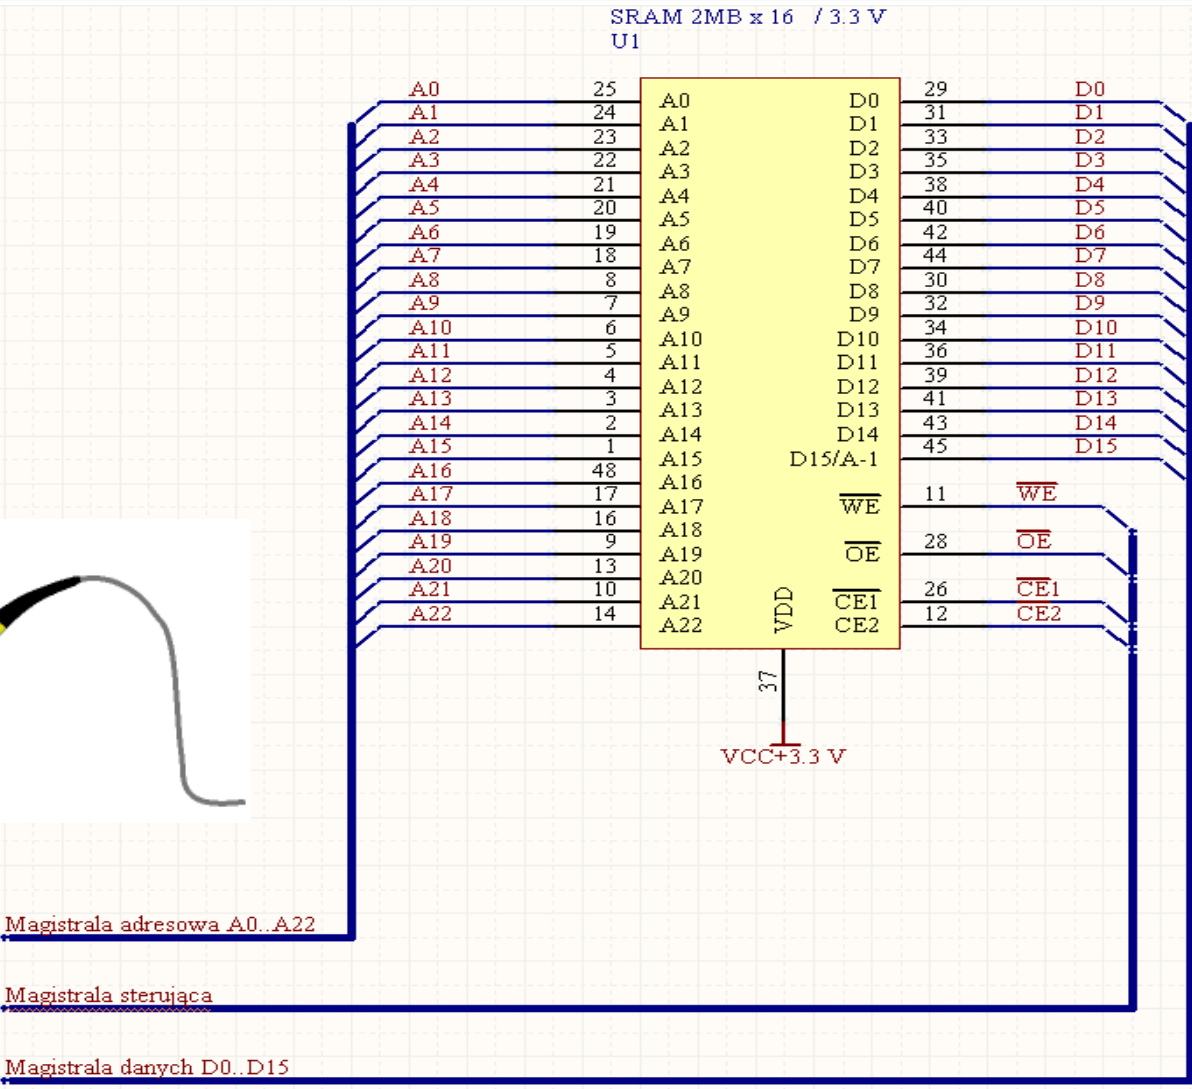 SRAM 2MB x 16 / 3.3 V
U1
A0 25 A0 D0 29 D0
A1 24 A1 D1 31 D1
A2 23 A2 D2 33 D2
A3 22 A3 D3 35 D3
A4 21 A4 D4 38 D4
A5 20 A5 D5 40 D5
A6 19 A6 D6 42 D6
A7 18 A7 D7 44 D7
A8 8 A8 D8 30 D8
A9 7 A9 D9 32 D9
A10 6 A10 D10 34 D10
A11 5 A11 D11 36 D11
A12 4 A12 D12 39 D12
A13 3 A13 D13 41 D13
A14 2 A14 D14 43 D14
A15 1 A15 D15/A-1 45 D15
A16 48 A16
A17 17 A17 WE 11 WE
A18 16 A18
A19 9 A19 OE 28 OE
A20 13 A20
A21 10 A21 CE1 26 CE1
A22 14 A22 CE2 12 CE2
VDD
37
VCC+3.3 V
Magistrala adresowa A0..A22
Magistrala sterująca
Magistrala danych D0..D15